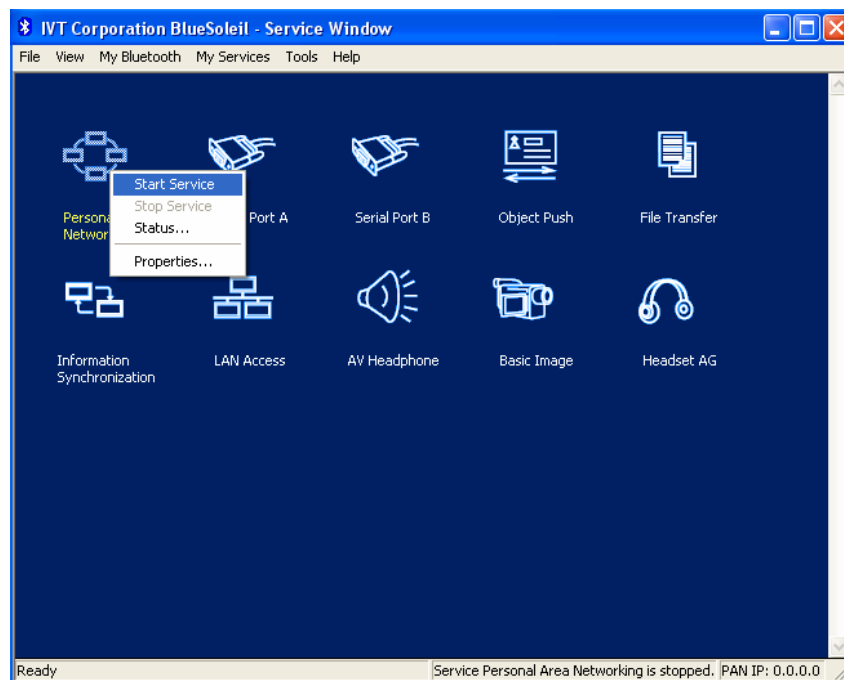 IVT Corporation BlueSoleil - Service Window
File View My Bluetooth My Services Tools Help
Start Service
Stop Service
Status...
Properties...
Port A
Serial Port B
Object Push
File Transfer
Information
Synchronization
LAN Access
AV Headphone
Basic Image
Headset AG
Ready
Service Personal Area Networking is stopped.
PAN IP: 0.0.0.0